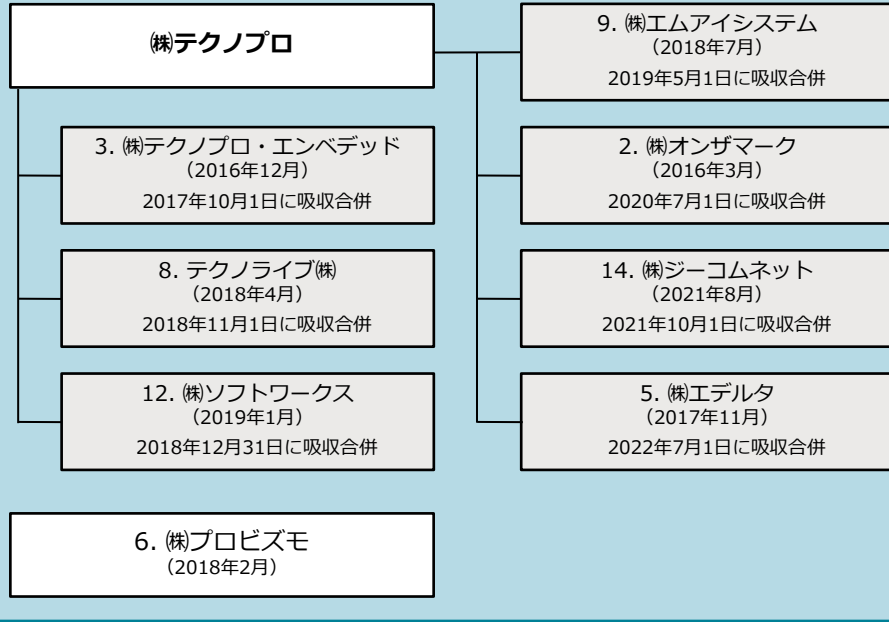 ㈱テクノプロ
3. ㈱テクノプロ・エンベデッド
（2016年12月）
2017年10月1日に吸収合併
8. テクノライブ㈱
（2018年4月）
2018年11月1日に吸収合併
12. ㈱ソフトワークス
（2019年1月）
2018年12月31日に吸収合併
9. ㈱エムアイシステム
（2018年7月）
2019年5月1日に吸収合併
2. ㈱オンザマーク
（2016年3月）
2020年7月1日に吸収合併
14. ㈱ジーコムネット
（2021年8月）
2021年10月1日に吸収合併
5. ㈱エデルタ
（2017年11月）
2022年7月1日に吸収合併
6. ㈱プロビズモ
（2018年2月）